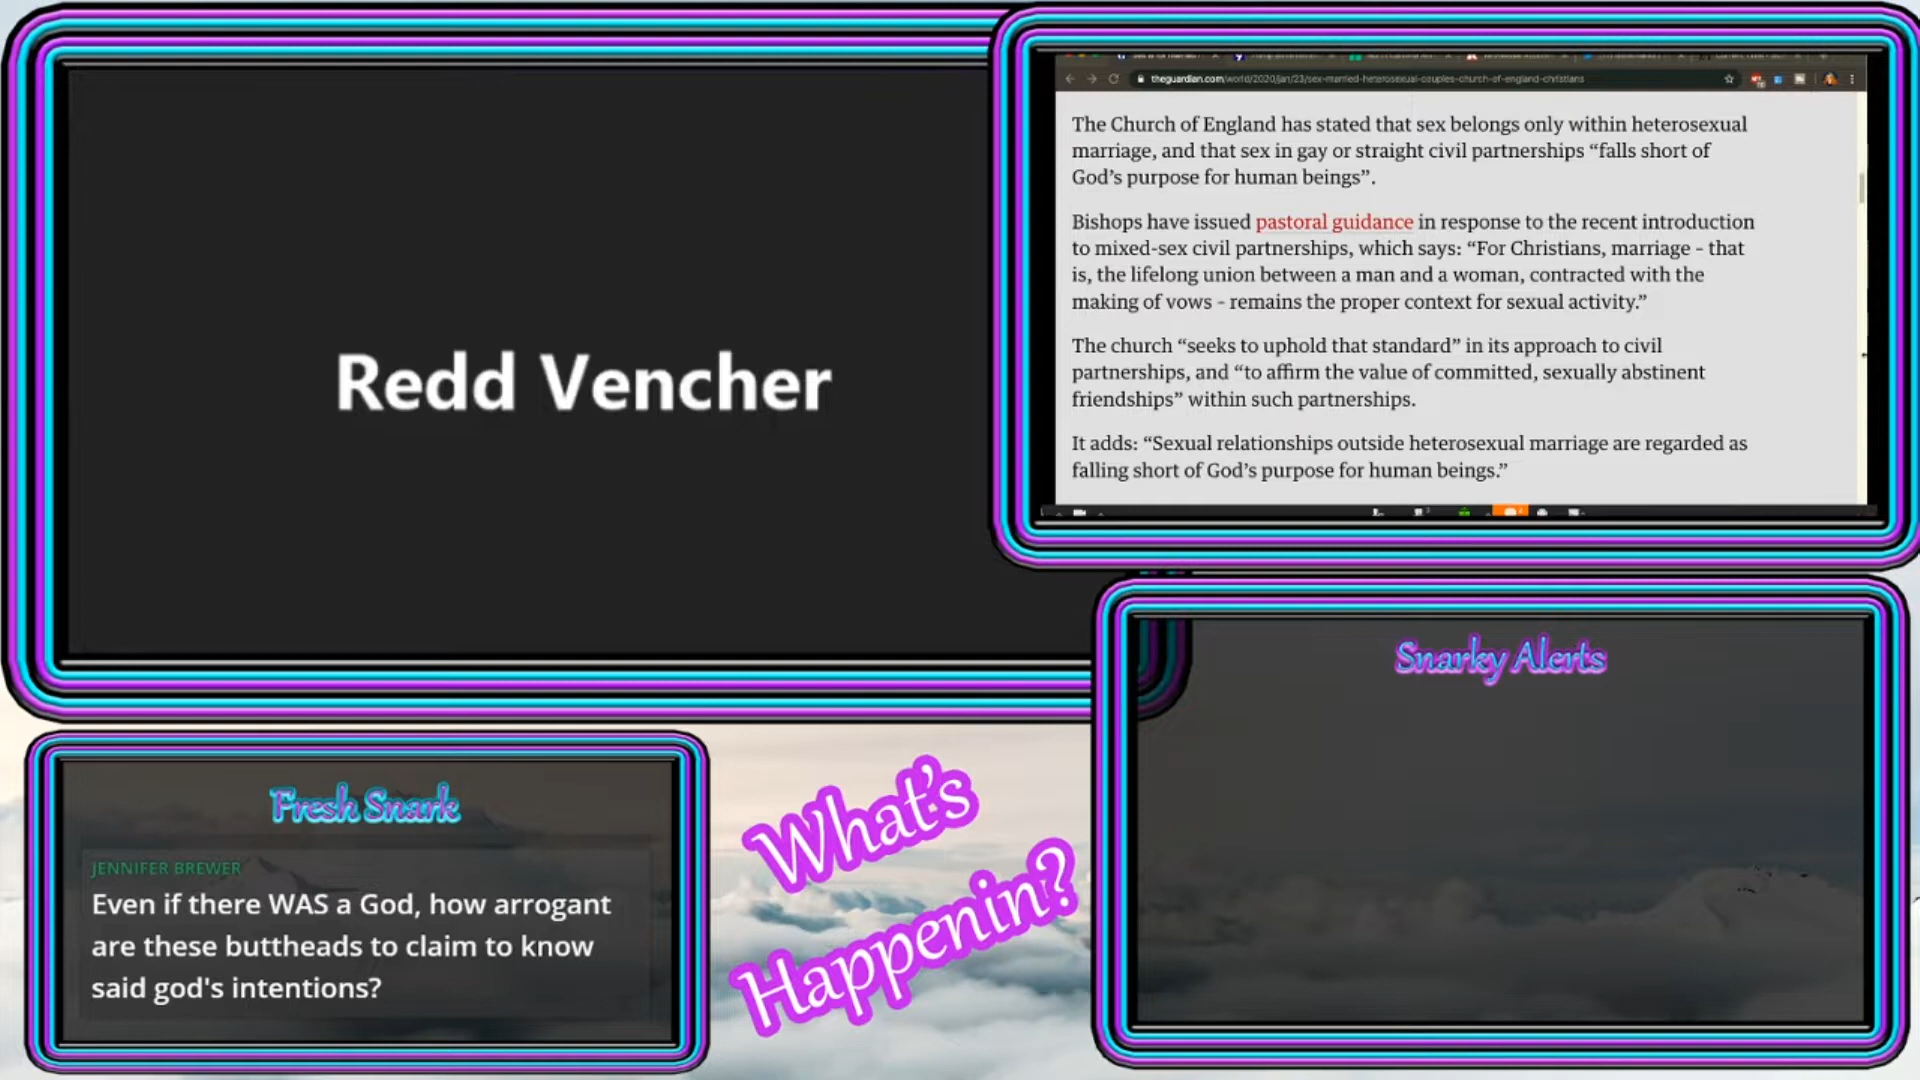 Redd Vencher
theguardian.com/world/2020/jan/23/sex-married-heterosexual-couples-church-of-england-christians
The Church of England has stated that sex belongs only within heterosexual
marriage, and that sex in gay or straight civil partnerships “falls short of
God’s purpose for human beings”.
Bishops have issued pastoral guidance in response to the recent introduction
to mixed-sex civil partnerships, which says: “For Christians, marriage – that
is, the lifelong union between a man and a woman, contracted with the
making of vows – remains the proper context for sexual activity.”
The church “seeks to uphold that standard” in its approach to civil
partnerships, and “to affirm the value of committed, sexually abstinent
friendships” within such partnerships.
It adds: “Sexual relationships outside heterosexual marriage are regarded as
falling short of God’s purpose for human beings.”
Snarky Alerts
Fresh Snark
JENNIFER BREWER
Even if there WAS a God, how arrogant
are these buttheads to claim to know
said god's intentions?
What's
Happenin?